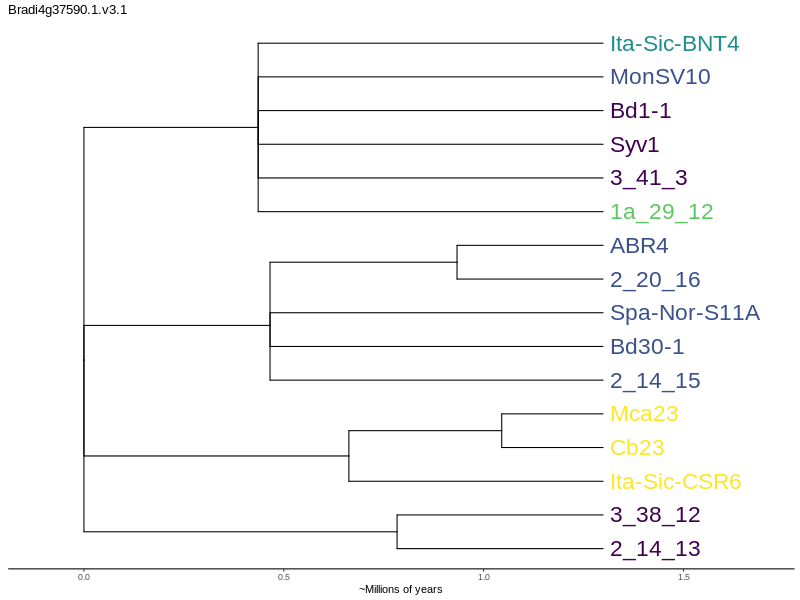 Bradi4g37590.1.v3.1
Ita-Sic-BNT4
MonSV10
Bd1-1
Syv1
3_41_3
1a_29_12
ABR4
2_20_16
Spa-Nor-S11A
Bd30-1
2_14_15
Mca23
Cb23
Ita-Sic-CSR6
3_38_12
2_14_13
0.0 0.5 1.0 1.5
~Millions of years